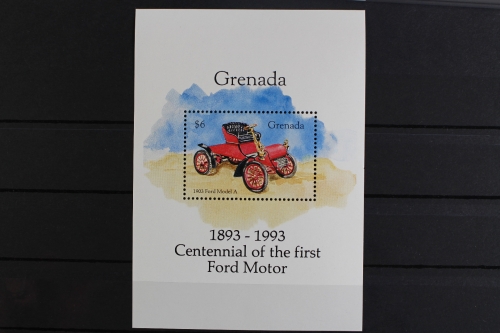 Grenada
$6
Grenada
1903 Ford Model A
1893 - 1993
Centennial of the first
Ford Motor